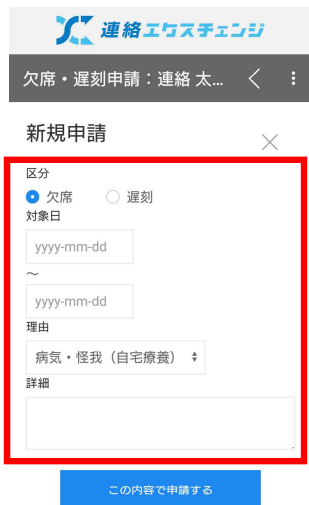 連絡エクスチェンジ
欠席・遅刻申請：連絡 太...
新規申請
区分
欠席 遅刻
対象日
yyyy-mm-dd
～
yyyy-mm-dd
理由
病気・怪我（自宅療養）
詳細
この内容で申請する